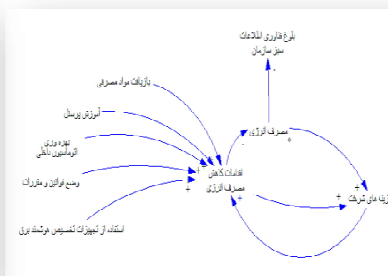 بلوغ فناوری اطلاعات
سبز سازمان
بازیافت مواد مصرفی
آموزش پرسنل
مصرف انرژی
بهره وری
اتوماسیون داخلی
اقدامات کاهش
مصرف انرژی
وضع قوانین و مقررات
هزینه های شرکت
استفاده از تجهیزات تخصیص هوشمند برق